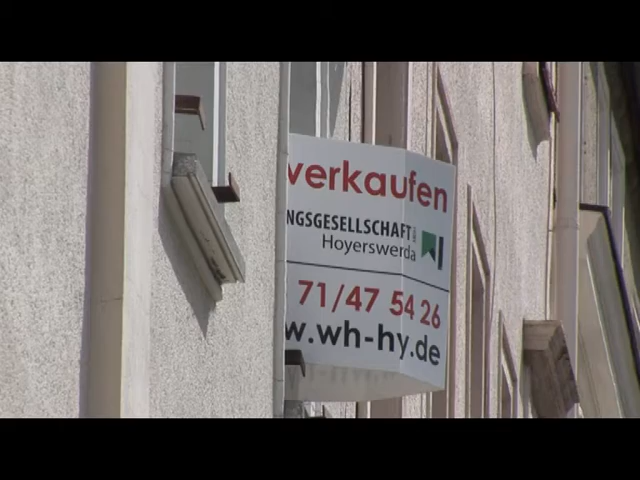 verkaufen
NGSGESELLSCHAFT
Hoyerswerda
71/47 54 26
w.wh-hy.de